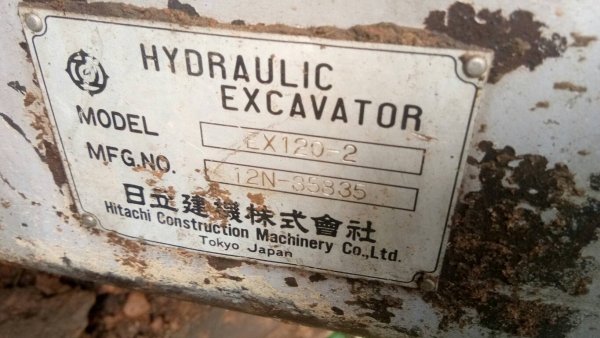 HYDRAULIC
EXCAVATOR
MODEL EX120-2
MFG.NO. 12N-35835
日立建機株式會社
Hitachi Construction Machinery Co.,Ltd.
Tokyo Japan